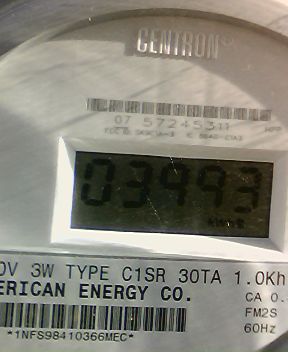 CENTRON®
07 57245311
03993
kWh
0V 3W TYPE C1SR 30TA 1.0Kh
ERICAN ENERGY CO.
CA 0.
FM2S
60Hz
*1NFS98410366MEC*